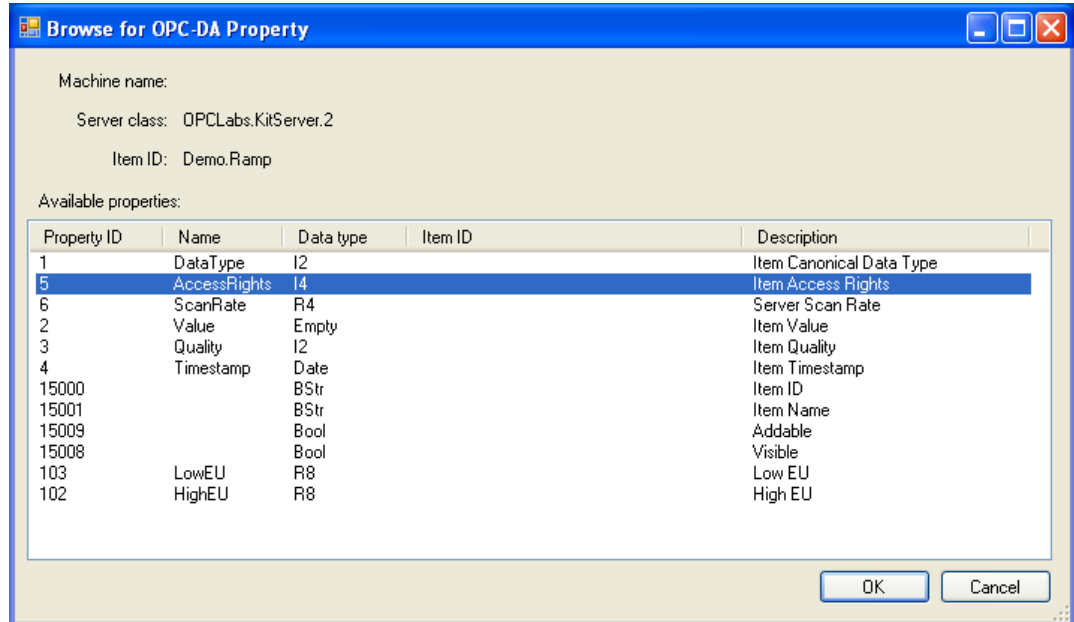 Browse for OPC-DA Property
Machine name:
Server class: OPCLabs.KitServer.2
Item ID: Demo.Ramp
Available properties:
Property ID Name Data type Item ID Description
1 DataType I2 Item Canonical Data Type
5 AccessRights I4 Item Access Rights
6 ScanRate R4 Server Scan Rate
2 Value Empty Item Value
3 Quality I2 Item Quality
4 Timestamp Date Item Timestamp
15000 BStr Item ID
15001 BStr Item Name
15009 Bool Addable
15008 Bool Visible
103 LowEU R8 Low EU
102 HighEU R8 High EU
OK Cancel